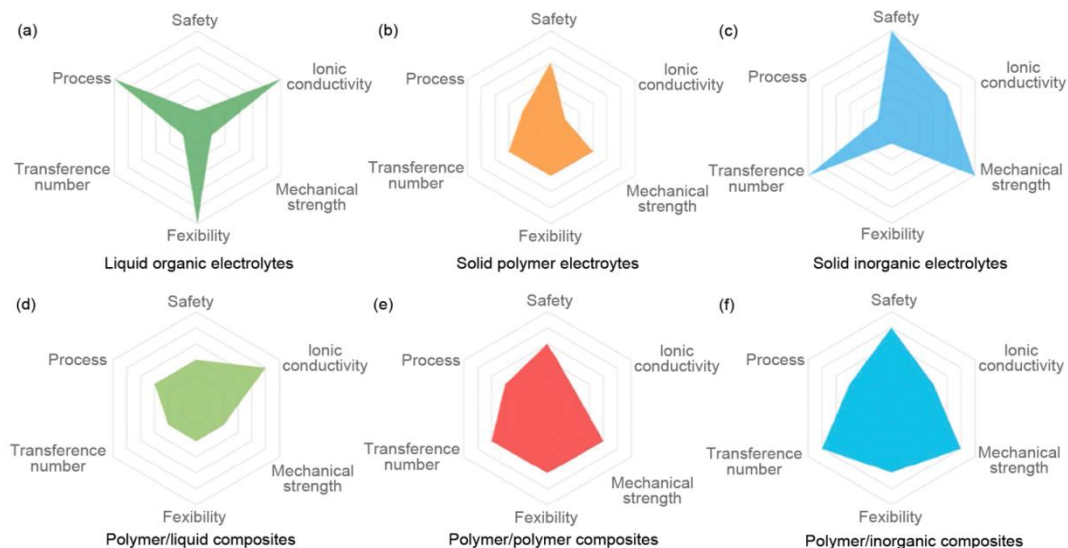 (a)
Safety
Process
Ionic
conductivity
Transference
number
Mechanical
strength
Fexibility
Liquid organic electrolytes
(b)
Safety
Process
Ionic
conductivity
Transference
number
Mechanical
strength
Fexibility
Solid polymer electroytes
(c)
Safety
Process
Ionic
conductivity
Transference
number
Mechanical
strength
Fexibility
Solid inorganic electrolytes
(d)
Safety
Process
Ionic
conductivity
Transference
number
Mechanical
strength
Fexibility
Polymer/liquid composites
(e)
Safety
Process
Ionic
conductivity
Transference
number
Mechanical
strength
Fexibility
Polymer/polymer composites
(f)
Safety
Process
Ionic
conductivity
Transference
number
Mechanical
strength
Fexibility
Polymer/inorganic composites